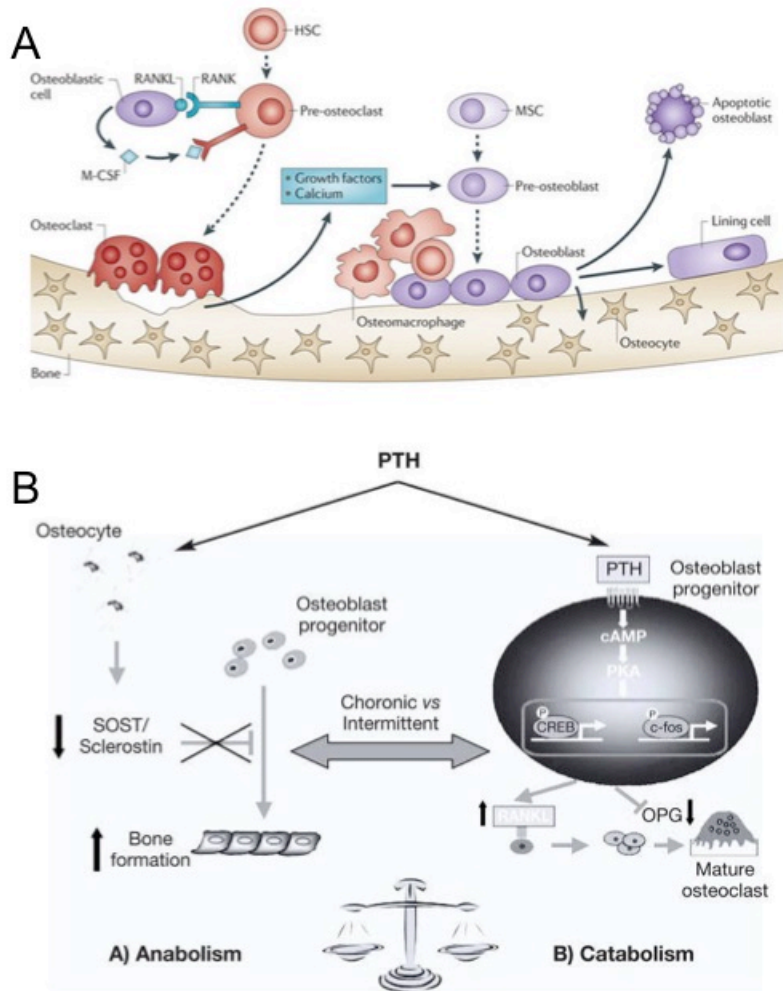 A
HSC
Osteoblastic
cell
RANKL
RANK
Pre-osteoclast
M-CSF
MSC
Apoptotic
osteoblast
• Growth factors
• Calcium
Pre-osteoblast
Osteoclast
Osteoblast
Lining cell
Osteomacrophage
Osteocyte
Bone
B
PTH
Osteocyte
Osteoblast
progenitor
PTH
Osteoblast
progenitor
cAMP
PKA
SOST/
Sclerostin
Choronic vs
Intermittent
P
CREB
P
c-fos
Bone
formation
RANKL
OPG
Mature
osteoclast
A) Anabolism
B) Catabolism